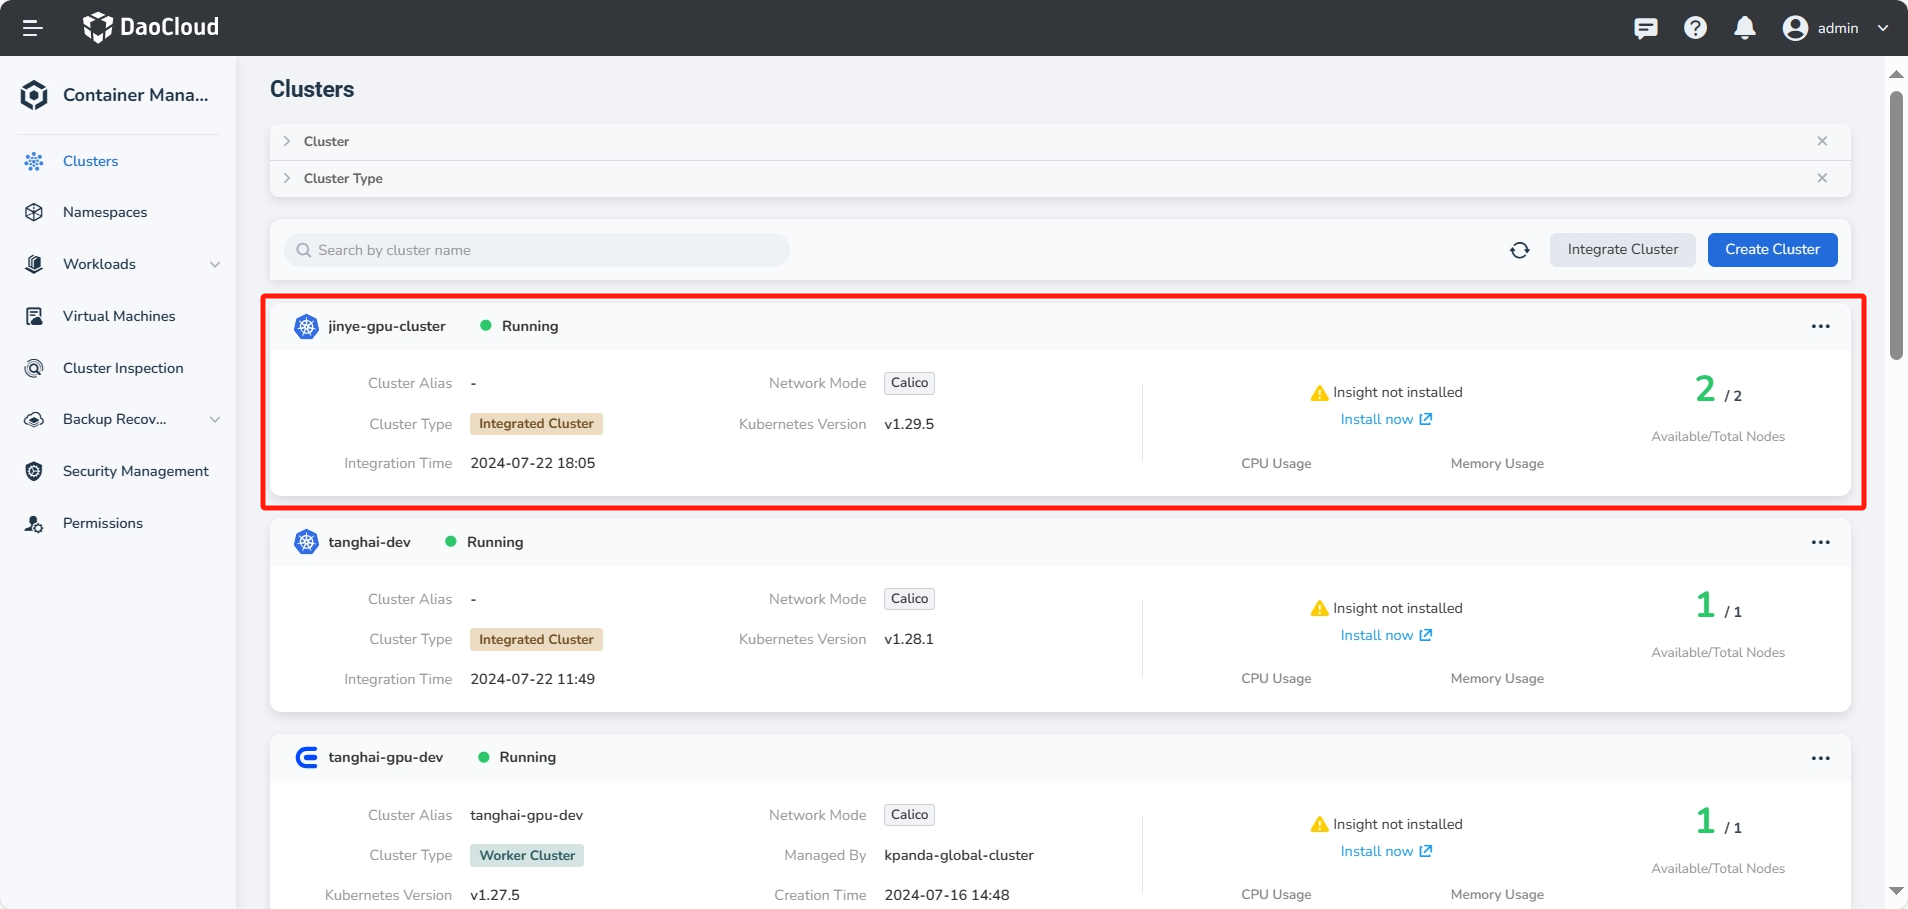 DaoCloud
admin
Container Mana...
Clusters
Namespaces
Workloads
Virtual Machines
Cluster Inspection
Backup Recov...
Security Management
Permissions
Clusters
Cluster
Cluster Type
Search by cluster name
Integrate Cluster
Create Cluster
jinye-gpu-cluster Running
Cluster Alias -
Network Mode Calico
Cluster Type Integrated Cluster
Kubernetes Version v1.29.5
Integration Time 2024-07-22 18:05
Insight not installed
Install now
CPU Usage
Memory Usage
2 / 2
Available/Total Nodes
tanghai-dev Running
Cluster Alias -
Network Mode Calico
Cluster Type Integrated Cluster
Kubernetes Version v1.28.1
Integration Time 2024-07-22 11:49
Insight not installed
Install now
CPU Usage
Memory Usage
1 / 1
Available/Total Nodes
tanghai-gpu-dev Running
Cluster Alias tanghai-gpu-dev
Network Mode Calico
Cluster Type Worker Cluster
Managed By kpanda-global-cluster
Kubernetes Version v1.27.5
Creation Time 2024-07-16 14:48
Insight not installed
Install now
CPU Usage
Memory Usage
1 / 1
Available/Total Nodes